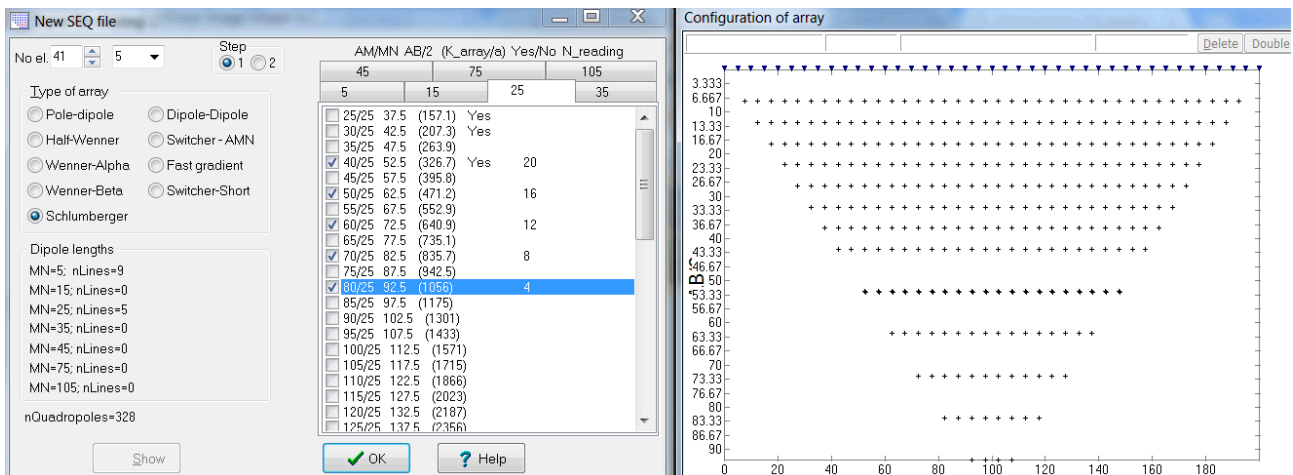 New SEQ file
No el. 41 5
Step
1 2
Type of array
Pole-dipole Dipole-Dipole
Half-Wenner Switcher - AMN
Wenner-Alpha Fast gradient
Wenner-Beta Switcher-Short
Schlumberger
Dipole lengths
MN=5; nLines=9
MN=15; nLines=0
MN=25; nLines=5
MN=35; nLines=0
MN=45; nLines=0
MN=75; nLines=0
MN=105; nLines=0
nQuadropoles=328
Show
AM/MN AB/2 (K_array/a) Yes/No N_reading
45 75 105
5 15 25 35
25/25 37.5 (157.1) Yes
30/25 42.5 (207.3) Yes
35/25 47.5 (263.9)
40/25 52.5 (326.7) Yes 20
45/25 57.5 (395.8)
50/25 62.5 (471.2) 16
55/25 67.5 (552.9)
60/25 72.5 (640.9) 12
65/25 77.5 (735.1)
70/25 82.5 (835.7) 8
75/25 87.5 (942.5)
80/25 92.5 (1056) 4
85/25 97.5 (1175)
90/25 102.5 (1301)
95/25 107.5 (1433)
100/25 112.5 (1571)
105/25 117.5 (1715)
110/25 122.5 (1866)
115/25 127.5 (2023)
120/25 132.5 (2187)
125/25 137.5 (2356)
OK
? Help
Configuration of array
Delete Double
3.333
6.667
10
13.33
16.67
20
23.33
26.67
30
33.33
36.67
40
43.33
46.67
50
53.33
56.67
60
63.33
66.67
70
73.33
76.67
80
83.33
86.67
90
0 20 40 60 80 100 120 140 160 180